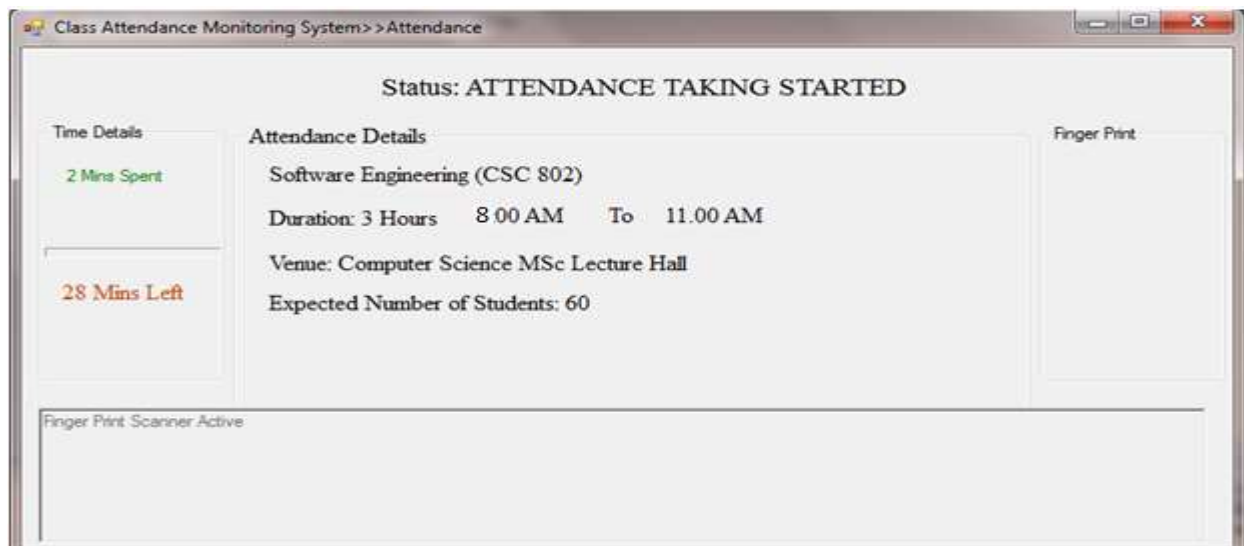 Class Attendance Monitoring System>>Attendance
Status: ATTENDANCE TAKING STARTED
Time Details
2 Mins Spent
28 Mins Left
Attendance Details
Software Engineering (CSC 802)
Duration: 3 Hours 8 00 AM To 11.00 AM
Venue: Computer Science MSc Lecture Hall
Expected Number of Students: 60
Finger Print
Finger Print Scanner Active